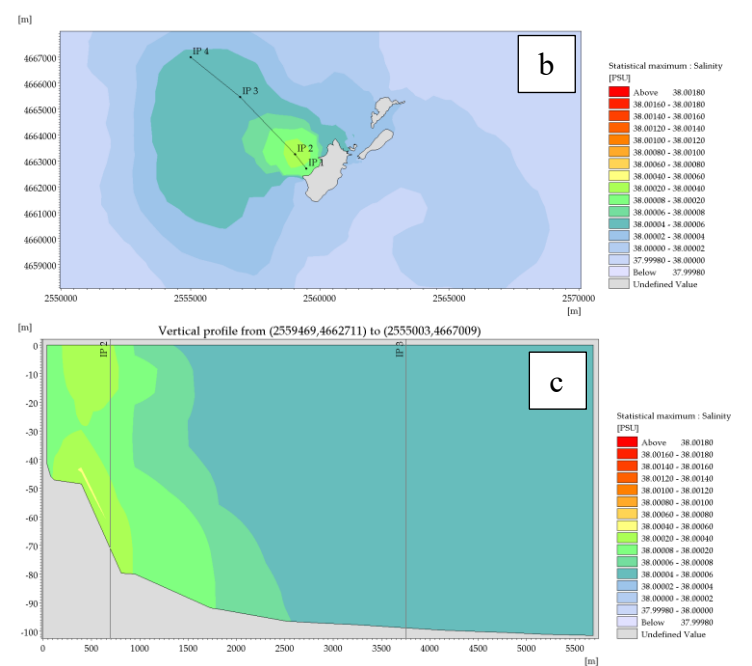 [m]
b
4667000
4666000
4665000
4664000
4663000
4662000
4661000
4660000
4659000
IP 4
IP 3
IP 2
IP 1
2550000 2555000 2560000 2565000 2570000
[m]
Statistical maximum : Salinity
[PSU]
Above 38.00180
38.00160 - 38.00180
38.00140 - 38.00160
38.00120 - 38.00140
38.00100 - 38.00120
38.00080 - 38.00100
38.00060 - 38.00080
38.00040 - 38.00060
38.00020 - 38.00040
38.00008 - 38.00020
38.00006 - 38.00008
38.00004 - 38.00006
38.00002 - 38.00004
38.00000 - 38.00002
37.99980 - 38.00000
Below 37.99980
Undefined Value
[m]
Vertical profile from (2559469,4662711) to (2555003,4667009)
c
0
-10
-20
-30
-40
-50
-60
-70
-80
-90
-100
IP 2
IP 3
0 500 1000 1500 2000 2500 3000 3500 4000 4500 5000 5500
[m]
Statistical maximum : Salinity
[PSU]
Above 38.00180
38.00160 - 38.00180
38.00140 - 38.00160
38.00120 - 38.00140
38.00100 - 38.00120
38.00080 - 38.00100
38.00060 - 38.00080
38.00040 - 38.00060
38.00020 - 38.00040
38.00008 - 38.00020
38.00006 - 38.00008
38.00004 - 38.00006
38.00002 - 38.00004
38.00000 - 38.00002
37.99980 - 38.00000
Below 37.99980
Undefined Value